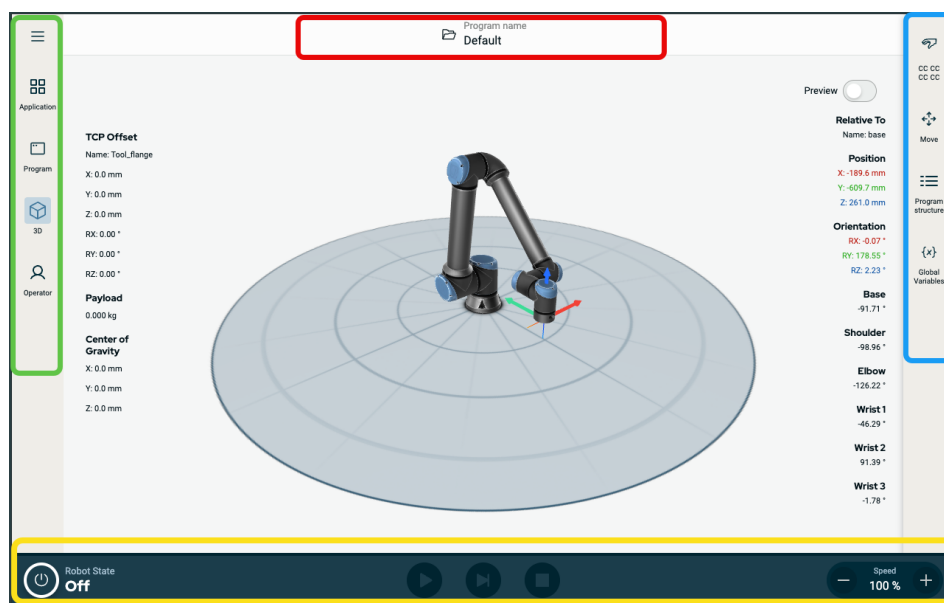 Program name
Default
Application
Program
3D
Operator
TCP Offset
Name: Tool_flange
X: 0.0 mm
Y: 0.0 mm
Z: 0.0 mm
RX: 0.00 °
RY: 0.00 °
RZ: 0.00 °
Payload
0.000 kg
Center of
Gravity
X: 0.0 mm
Y: 0.0 mm
Z: 0.0 mm
Preview
Relative To
Name: base
Position
X: -189.6 mm
Y: -609.7 mm
Z: 261.0 mm
Orientation
RX: -0.07 °
RY: 178.55 °
RZ: 2.23 °
Base
-91.71 °
Shoulder
-98.96 °
Elbow
-126.22 °
Wrist 1
-46.29 °
Wrist 2
91.39 °
Wrist 3
-1.78 °
CC CC
CC CC
Move
Program
structure
{x}
Global
Variables
Robot State
Off
Speed
100 %